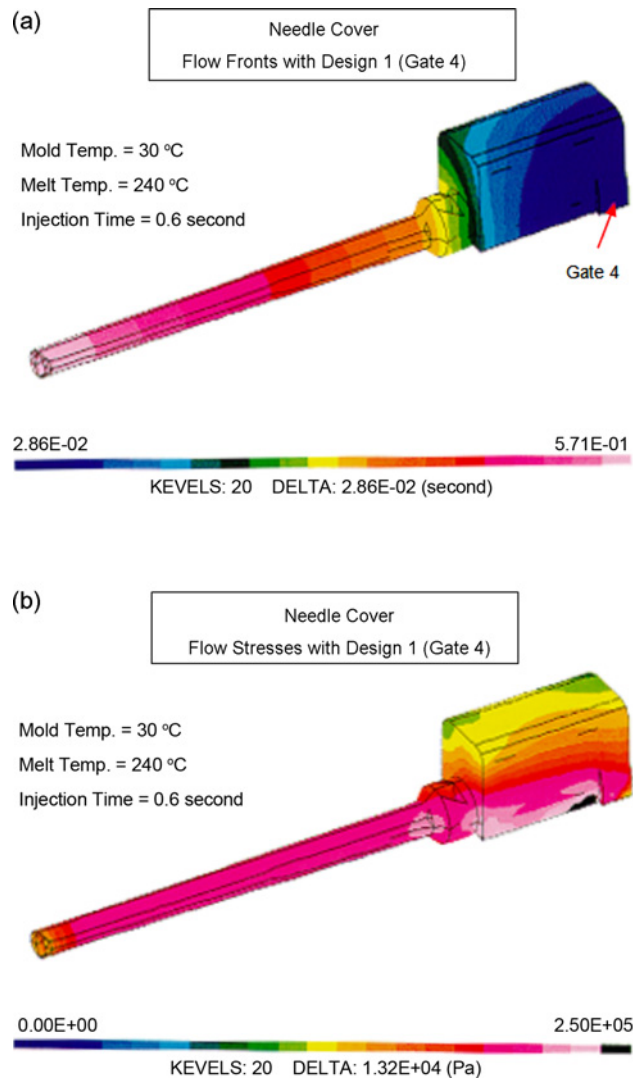 (a)
Needle Cover
Flow Fronts with Design 1 (Gate 4)
Mold Temp. = 30 °C
Melt Temp. = 240 °C
Injection Time = 0.6 second
Gate 4
2.86E-02 5.71E-01
KEVELS: 20 DELTA: 2.86E-02 (second)
(b)
Needle Cover
Flow Stresses with Design 1 (Gate 4)
Mold Temp. = 30 °C
Melt Temp. = 240 °C
Injection Time = 0.6 second
0.00E+00 2.50E+05
KEVELS: 20 DELTA: 1.32E+04 (Pa)